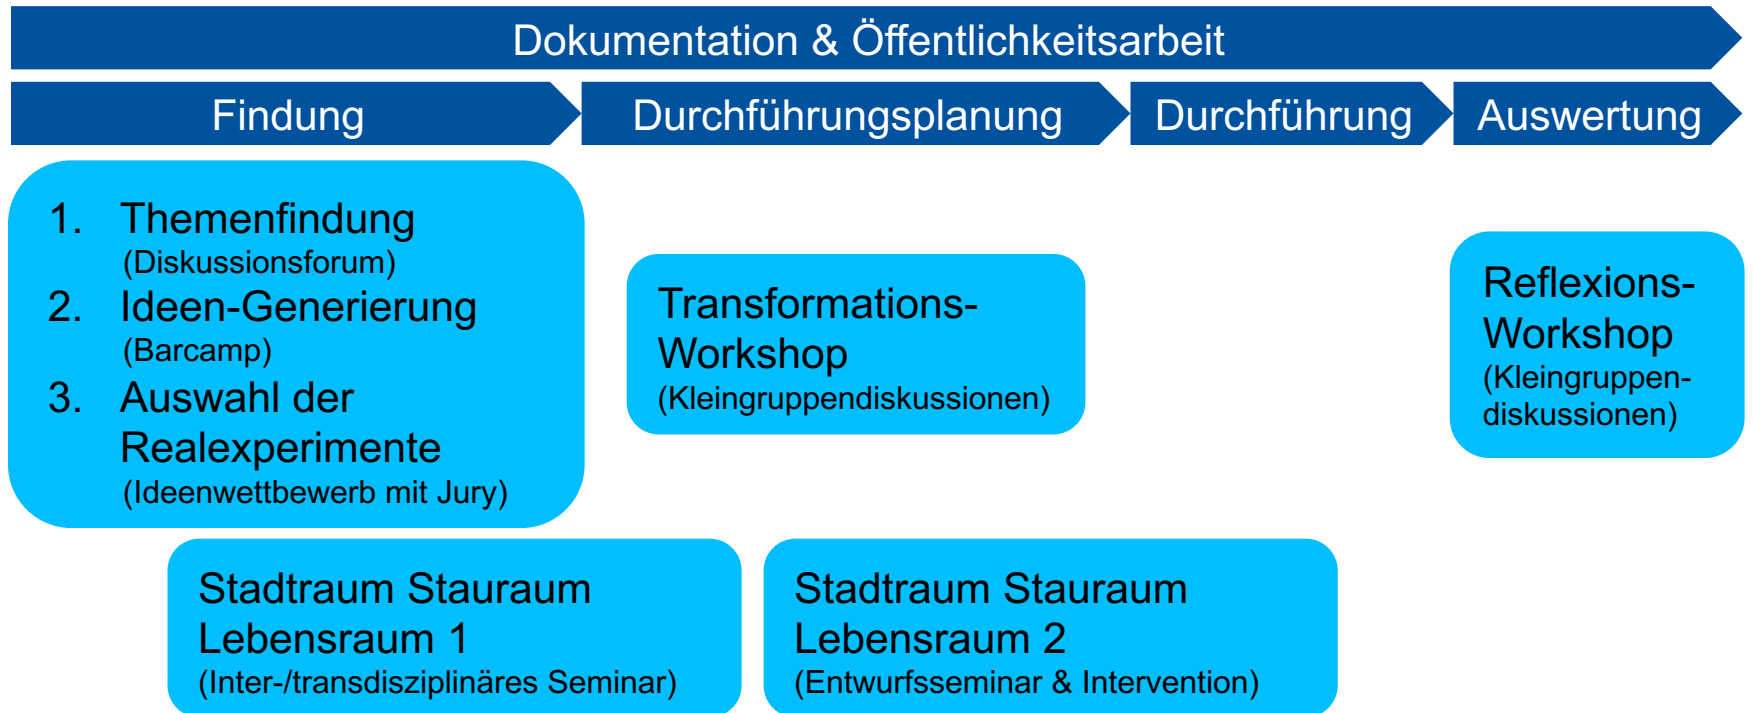 Dokumentation & Öffentlichkeitsarbeit
Findung
Durchführungsplanung
Durchführung
Auswertung
1. Themenfindung
(Diskussionsforum)
2. Ideen-Generierung
(Barcamp)
3. Auswahl der
Realexperimente
(Ideenwettbewerb mit Jury)
Transformations-
Workshop
(Kleingruppendiskussionen)
Reflexions-
Workshop
(Kleingruppen-
diskussionen)
Stadtraum Stauraum
Lebensraum 1
(Inter-/transdisziplinäres Seminar)
Stadtraum Stauraum
Lebensraum 2
(Entwurfsseminar & Intervention)